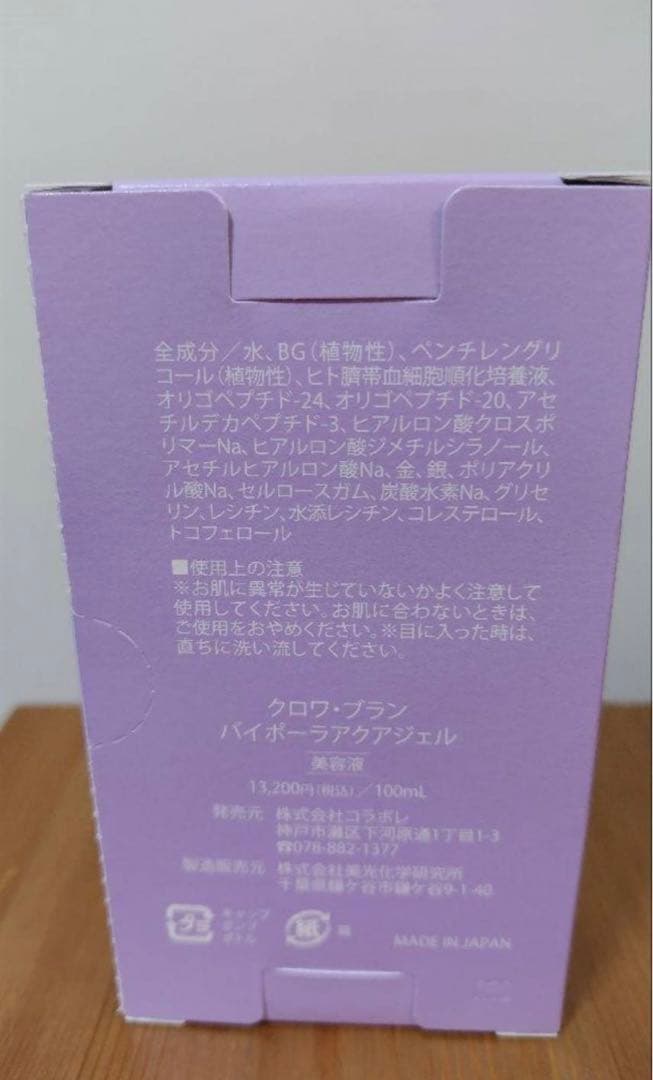 全成分／水、BG（植物性）、ペンチレングリ
コール（植物性）、ヒト臍帯血細胞順化培養液、
オリゴペプチド-24、オリゴペプチド-20、アセ
チルデカペプチド-3、ヒアルロン酸クロスポ
リマーNa、ヒアルロン酸ジメチルシラノール、
アセチルヒアルロン酸Na、金、銀、ポリアクリ
ル酸Na、セルロースガム、炭酸水素Na、グリセ
リン、レシチン、水添レシチン、コレステロール、
トコフェロール
■使用上の注意
※お肌に異常が生じていないかよく注意して
使用してください。お肌に合わないときは、
ご使用をおやめください。※目に入った時は、
直ちに洗い流してください。
クロワ・ブラン
バイポーラアクアジェル
美容液
13,200円（税込）／100mL
発売元 株式会社コラボレ
神戸市灘区下河原通1丁目1-3
☎078-882-1377
製造販売元 株式会社美光化学研究所
千葉県鎌ケ谷市鎌ケ谷9-1-40
プラ
キャップ
ポンプ
ボトル
紙
箱
MADE IN JAPAN